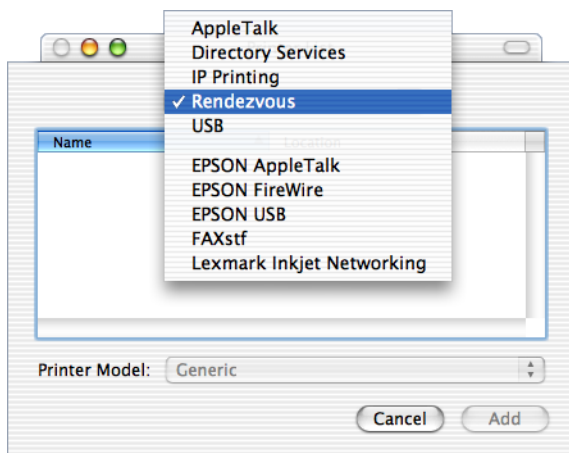 AppleTalk
Directory Services
IP Printing
✓ Rendezvous
USB
EPSON AppleTalk
EPSON FireWire
EPSON USB
FAXstf
Lexmark Inkjet Networking
Name Location
Printer Model: Generic
Cancel Add